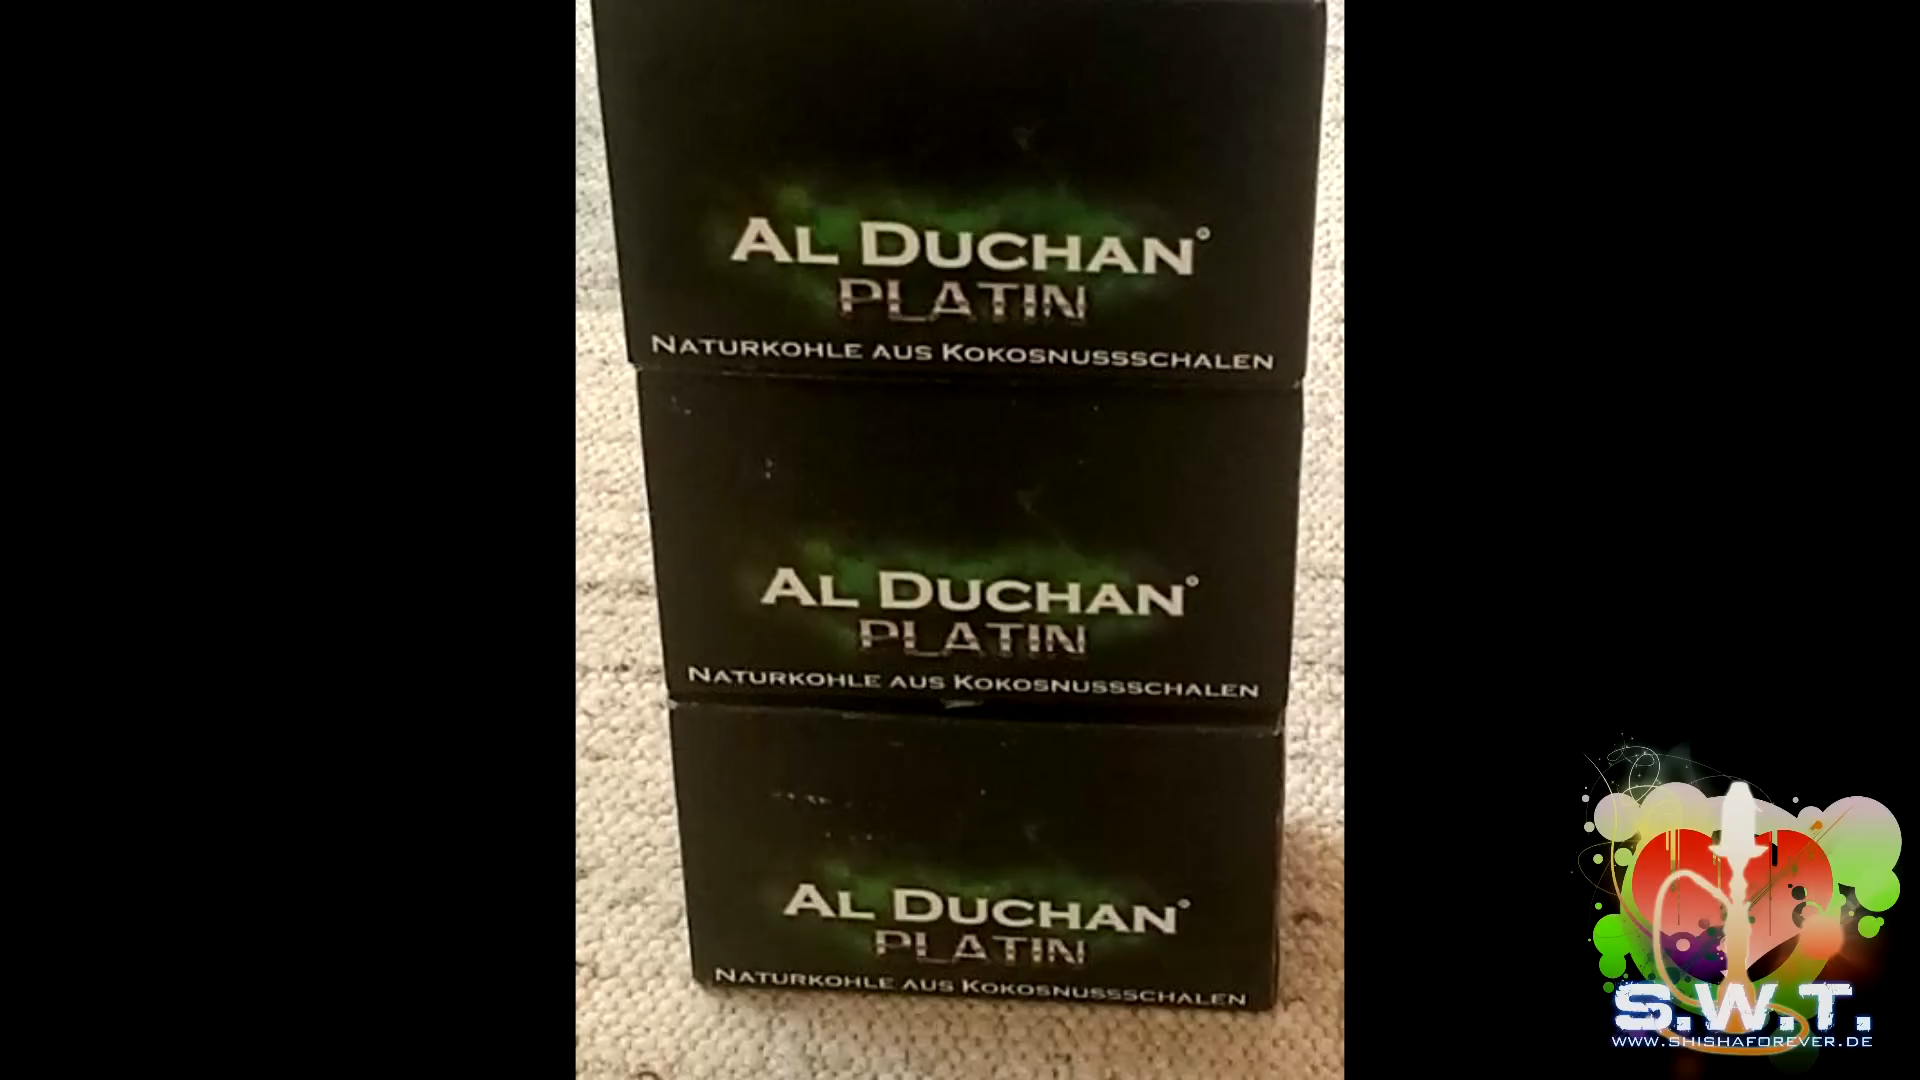 AL DUCHAN°
PLATIN
NATURKOHLE AUS KOKOSNUSSSCHALEN
AL DUCHAN°
PLATIN
NATURKOHLE AUS KOKOSNUSSSCHALEN
AL DUCHAN°
PLATIN
NATURKOHLE AUS KOKOSNUSSSCHALEN
S.W.T.
WWW.SHISHAFOREVER.DE